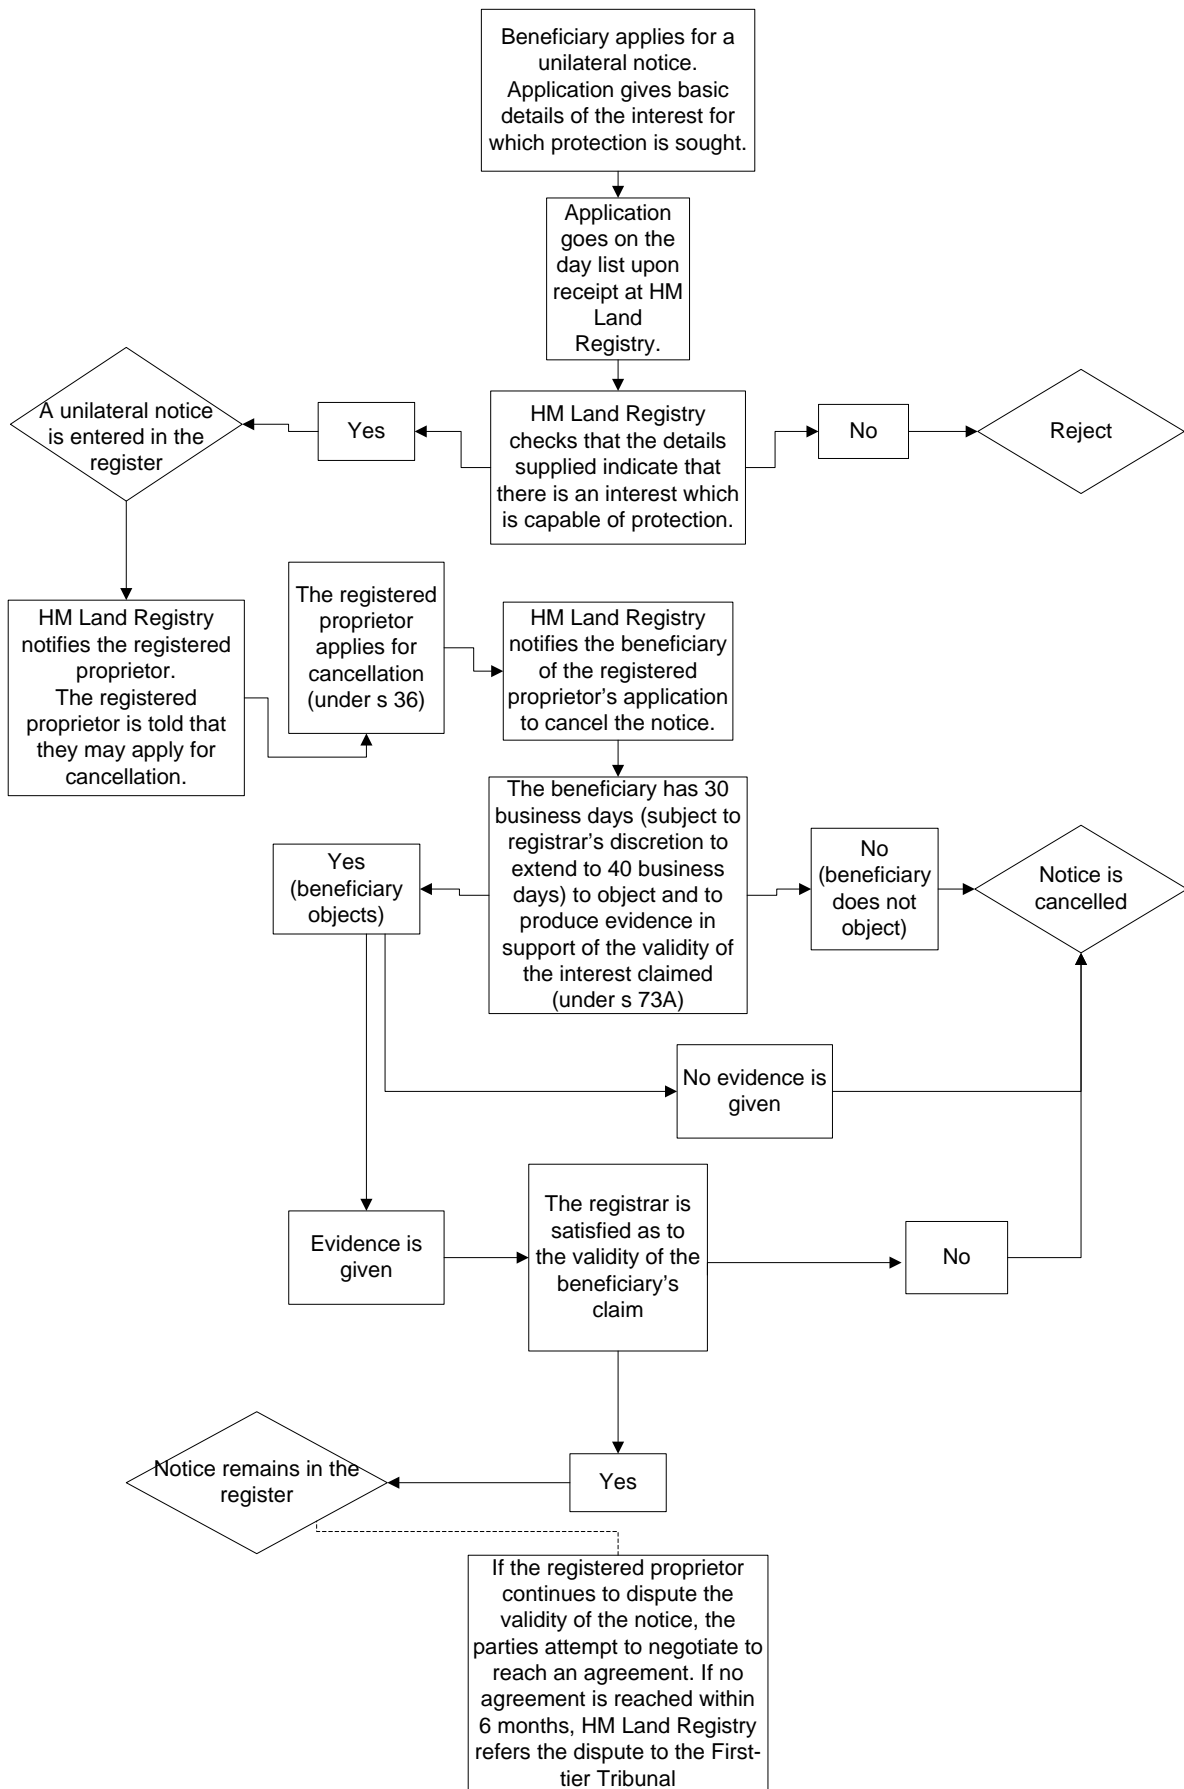 Beneficiary applies for a
unilateral notice.
Application gives basic
details of the interest for
which protection is sought.
Application
goes on the
day list upon
receipt at HM
Land
Registry.
A unilateral notice
is entered in the
register
Yes
HM Land Registry
checks that the
details supplied
indicate that
there is an interest which
is capable of protection.
No
Reject
HM Land Registry
notifies the registered
proprietor.
The registered
proprietor is told that
they may apply for
cancellation.
The registered
proprietor
applies for
cancellation
(under s 36)
HM Land Registry
notifies the beneficiary
of the registered
proprietor’s application
to cancel the notice.
Yes
(beneficiary
objects)
The beneficiary has 30
business days (subject to
registrar’s discretion to
extend to 40 business
days) to object and to
produce evidence in
support of the validity of
the interest claimed
(under s 73A)
No
(beneficiary
does not
object)
Notice is
cancelled
No evidence is
given
Evidence is
given
The registrar is
satisfied as to
the validity of the
beneficiary’s
claim
No
Notice remains in the
register
Yes
If the registered proprietor
continues to dispute the
validity of the notice, the
parties attempt to negotiate to
reach an agreement. If no
agreement is reached within
6 months, HM Land Registry
refers the dispute to the First-
tier Tribunal